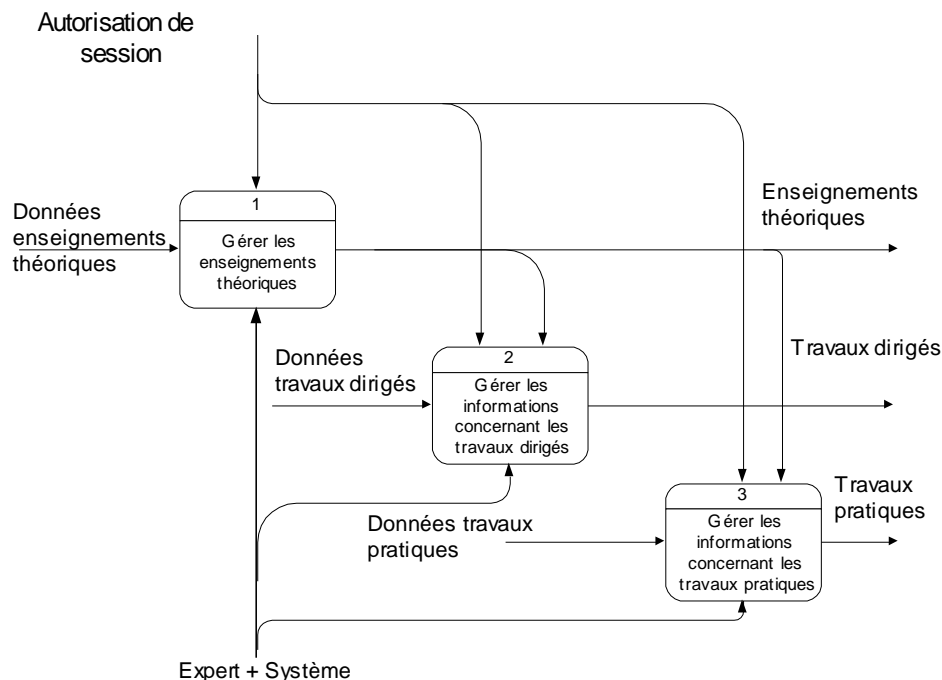 Autorisation de
session
1
Gérer les
enseignements
théoriques
Données
enseignements
théoriques
Enseignements
théoriques
2
Gérer les
informations
concernant les
travaux dirigés
Données
travaux dirigés
Travaux dirigés
3
Gérer les
informations
concernant les
travaux pratiques
Données travaux
pratiques
Travaux
pratiques
Expert + Système